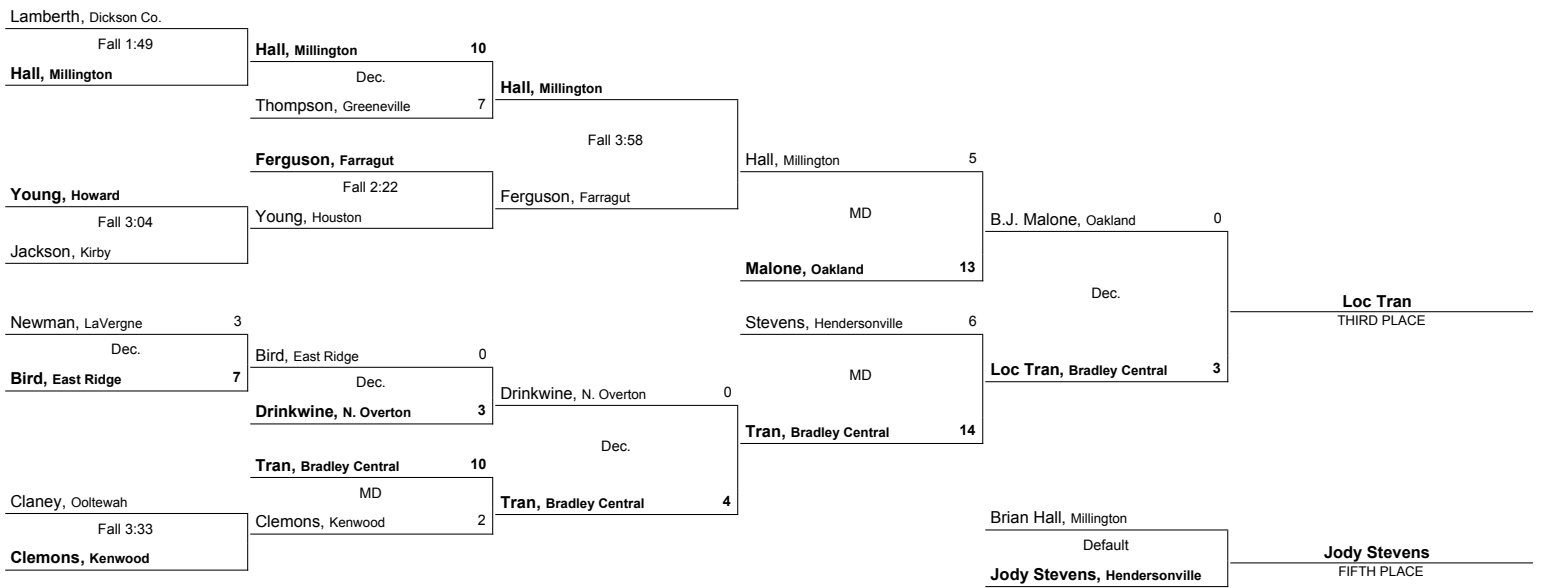 Lamberth, Dickson Co.
Fall 1:49
Hall, Millington
Young, Howard
Fall 3:04
Jackson, Kirby
Newman, LaVergne 3
Dec.
Bird, East Ridge 7
Claney, Ooltewah
Fall 3:33
Clemons, Kenwood
Hall, Millington 10
Dec.
Thompson, Greeneville 7
Ferguson, Farragut
Fall 2:22
Young, Houston
Bird, East Ridge 0
Dec.
Drinkwine, N. Overton 3
Tran, Bradley Central 10
MD
Clemons, Kenwood 2
Hall, Millington
Fall 3:58
Ferguson, Farragut
Drinkwine, N. Overton 0
Dec.
Tran, Bradley Central 4
Hall, Millington 5
MD
Malone, Oakland 13
Stevens, Hendersonville 6
MD
Tran, Bradley Central 14
B.J. Malone, Oakland 0
Dec.
Loc Tran, Bradley Central 3
Loc Tran
THIRD PLACE
Brian Hall, Millington
Default
Jody Stevens, Hendersonville
Jody Stevens
FIFTH PLACE